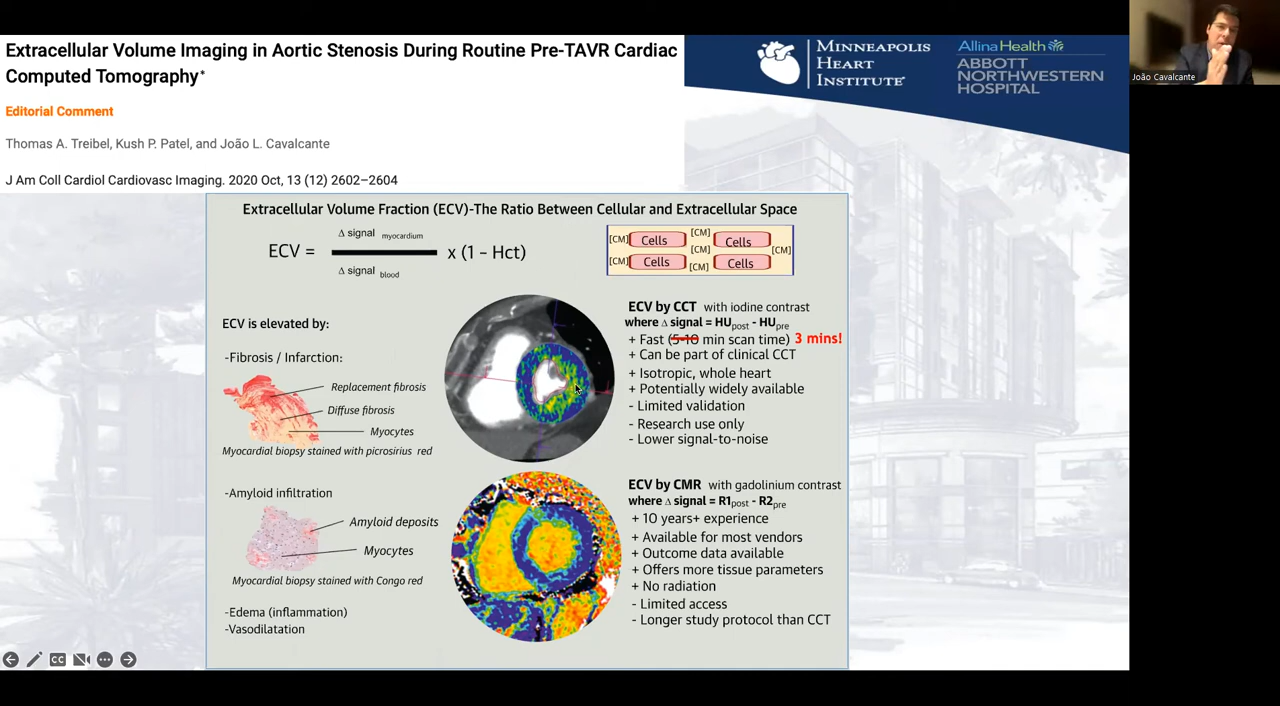 Extracellular Volume Imaging in Aortic Stenosis During Routine Pre-TAVR Cardiac
Computed Tomography*
Editorial Comment
Thomas A. Treibel, Kush P. Patel, and João L. Cavalcante
J Am Coll Cardiol Cardiovasc Imaging. 2020 Oct, 13 (12) 2602–2604
MINNEAPOLIS
HEART
INSTITUTE®
AllinaHealth
ABBOTT
NORTHWESTERN
HOSPITAL
João Cavalcante
Extracellular Volume Fraction (ECV)-The Ratio Between Cellular and Extracellular Space
ECV = Δ signal myocardium
Δ signal blood
x (1 – Hct)
[CM] Cells [CM] Cells
[CM] [CM]
[CM] Cells [CM] Cells
ECV is elevated by:
-Fibrosis / Infarction:
Replacement fibrosis
Diffuse fibrosis
Myocytes
Myocardial biopsy stained with picrosirius red
-Amyloid infiltration
Amyloid deposits
Myocytes
Myocardial biopsy stained with Congo red
-Edema (inflammation)
-Vasodilatation
ECV by CCT with iodine contrast
where Δ signal = HUpost - HUpre
+ Fast (5-10 min scan time) 3 mins!
+ Can be part of clinical CCT
+ Isotropic, whole heart
+ Potentially widely available
- Limited validation
- Research use only
- Lower signal-to-noise
ECV by CMR with gadolinium contrast
where Δ signal = R1post - R2pre
+ 10 years+ experience
+ Available for most vendors
+ Outcome data available
+ Offers more tissue parameters
+ No radiation
- Limited access
- Longer study protocol than CCT
CC